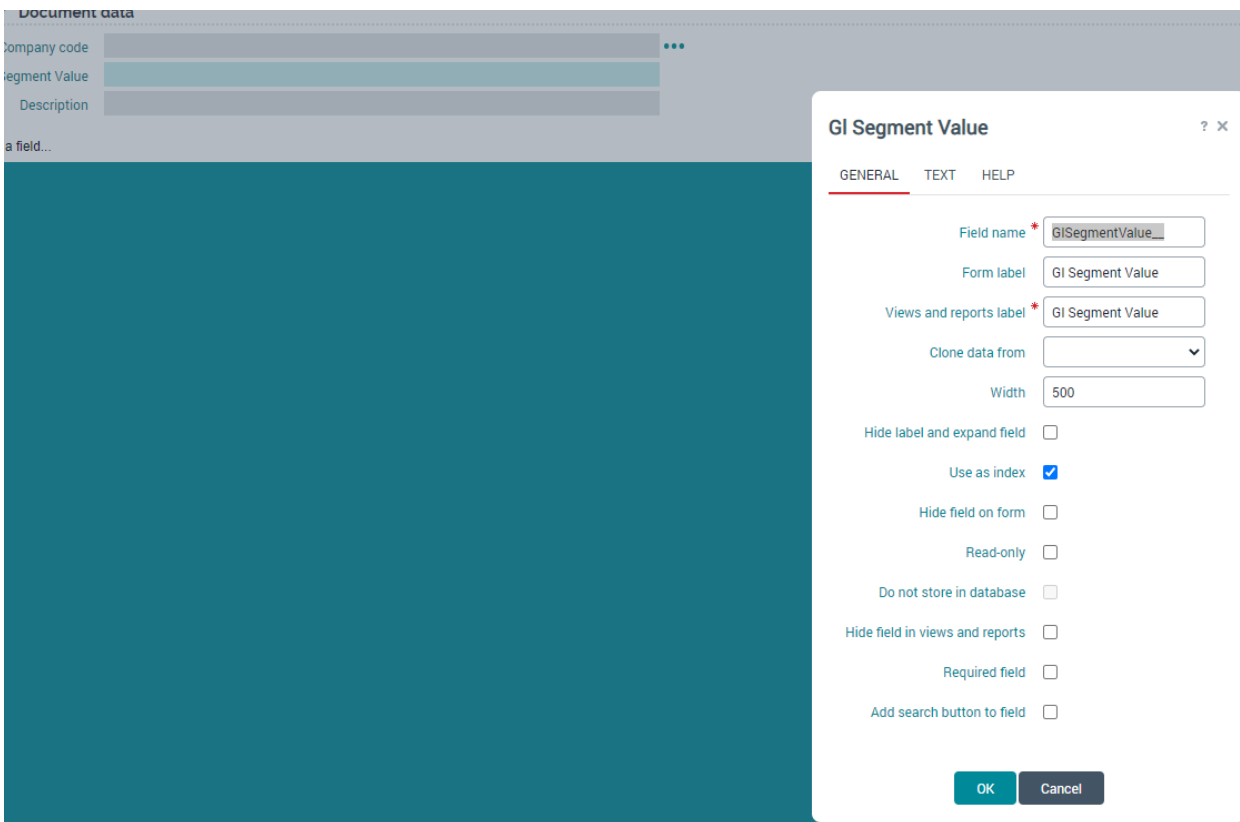 Document data
Company code
•••
Segment Value
Description
a field...
Gl Segment Value
? ×
GENERAL TEXT HELP
Field name *
GlSegmentValue__
Form label
Gl Segment Value
Views and reports label *
Gl Segment Value
Clone data from
Width
500
Hide label and expand field
Use as index
Hide field on form
Read-only
Do not store in database
Hide field in views and reports
Required field
Add search button to field
OK Cancel